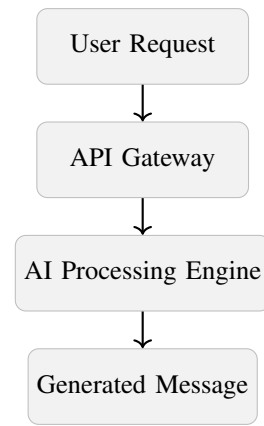 User Request
API Gateway
AI Processing Engine
Generated Message